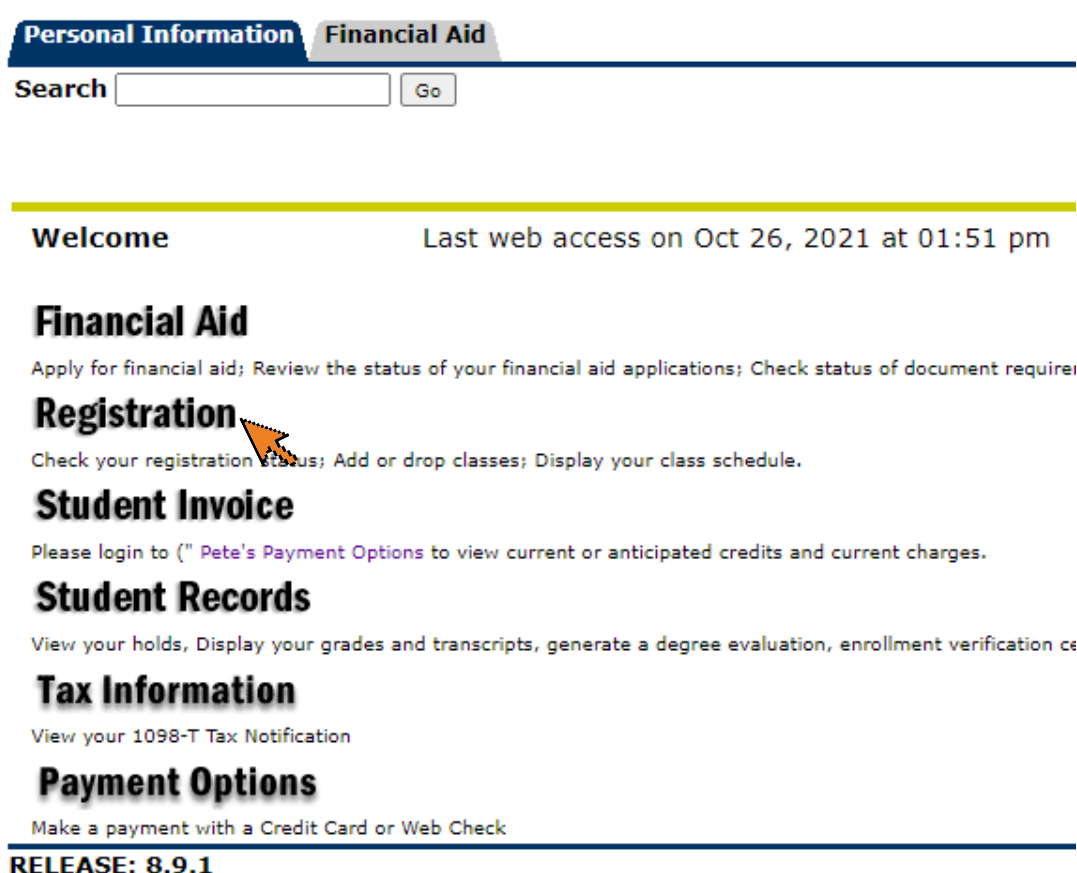 Personal Information Financial Aid
Search Go
Welcome Last web access on Oct 26, 2021 at 01:51 pm
Financial Aid
Apply for financial aid; Review the status of your financial aid applications; Check status of document
Registration
Check your registration status; Add or drop classes; Display your class schedule.
Student Invoice
Please login to (" Pete's Payment Options to view current or anticipated credits and current charges.
Student Records
View your holds, Display your grades and transcripts, generate a degree evaluation, enrollment verification
Tax Information
View your 1098-T Tax Notification
Payment Options
Make a payment with a Credit Card or Web Check
RELEASE: 8.9.1